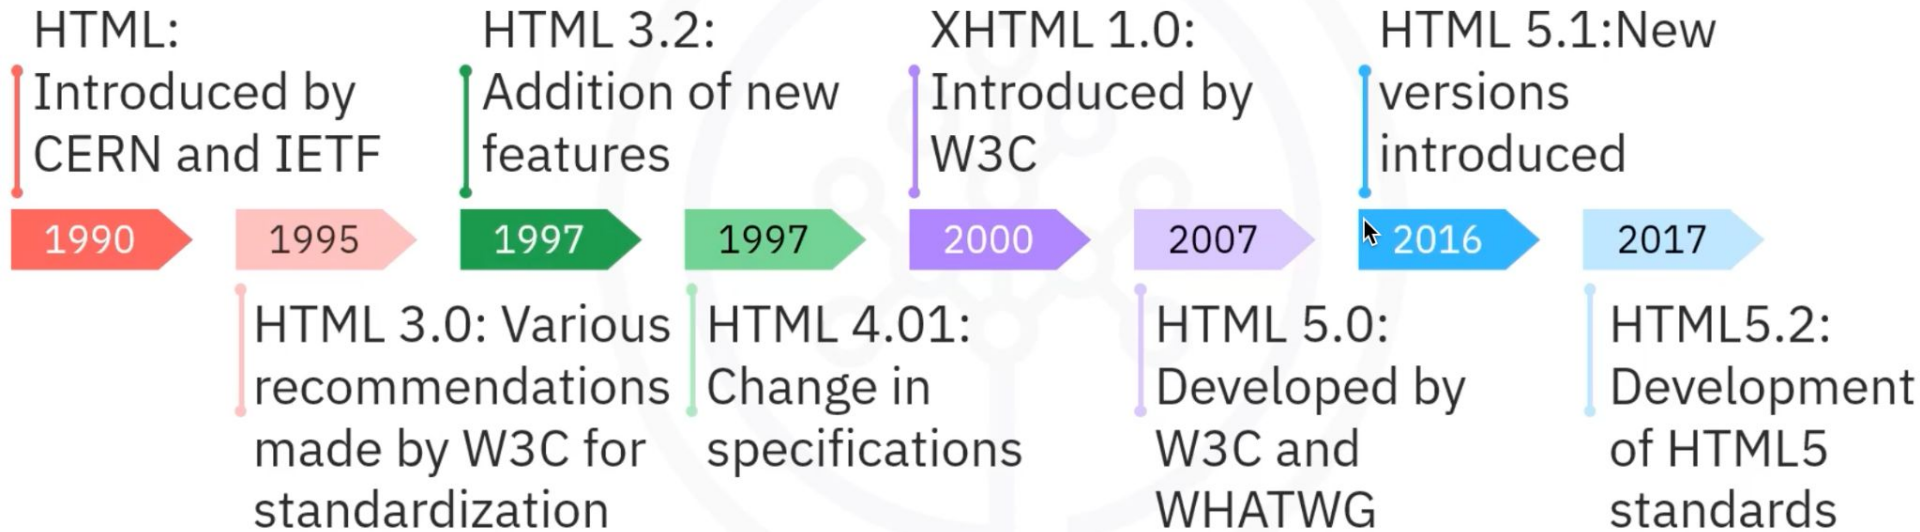 HTML:
Introduced by
CERN and IETF
HTML 3.2:
Addition of new
features
XHTML 1.0:
Introduced by
W3C
HTML 5.1:New
versions
introduced
1990
1995
1997
1997
2000
2007
2016
2017
HTML 3.0: Various
recommendations
made by W3C for
standardization
HTML 4.01:
Change in
specifications
HTML 5.0:
Developed by
W3C and
WHATWG
HTML5.2:
Development
of HTML5
standards